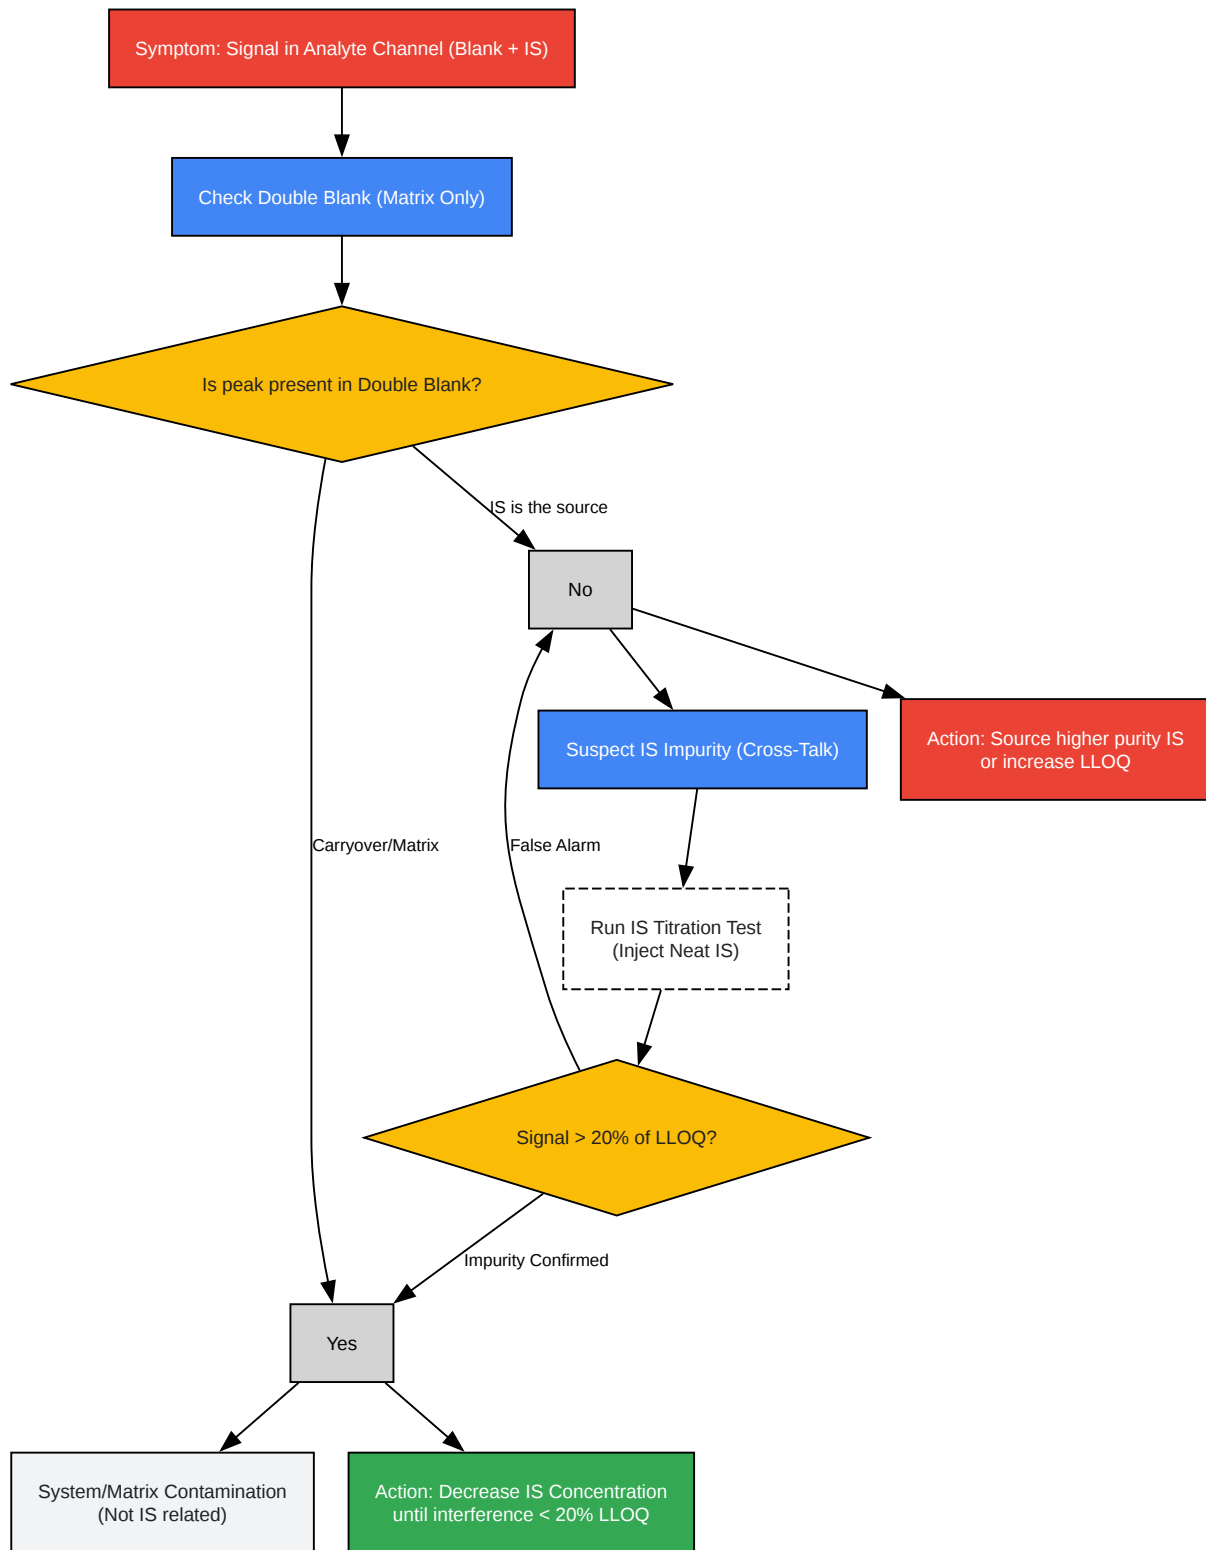 Symptom: Signal in Analyte Channel (Blank + IS)
Check Double Blank (Matrix Only)
Is peak present in Double Blank?
IS is the source
No
Suspect IS Impurity (Cross-Talk)
Action: Source higher purity IS
or increase LLOQ
Carryover/Matrix
False Alarm
Run IS Titration Test
(Inject Neat IS)
Signal > 20% of LLOQ?
Impurity Confirmed
Yes
System/Matrix Contamination
(Not IS related)
Action: Decrease IS Concentration
until interference < 20% LLOQ